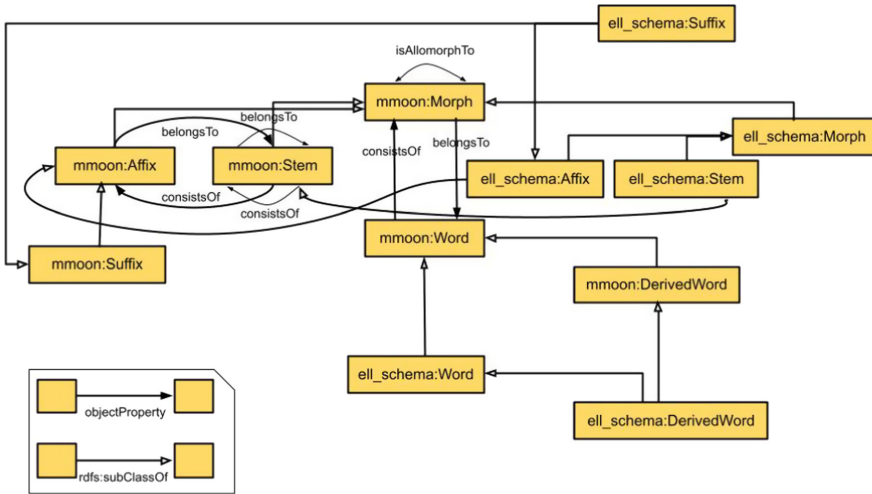 ell_schema:Suffix
isAllomorphTo
mmoon:Morph
belongsTo
belongsTo
consistsOf
belongsTo
ell_schema:Morph
mmoon:Affix
mmoon:Stem
ell_schema:Affix
ell_schema:Stem
consistsOf
consistsOf
mmoon:Word
mmoon:Suffix
mmoon:DerivedWord
ell_schema:Word
objectProperty
ell_schema:DerivedWord
rdfs:subClassOf